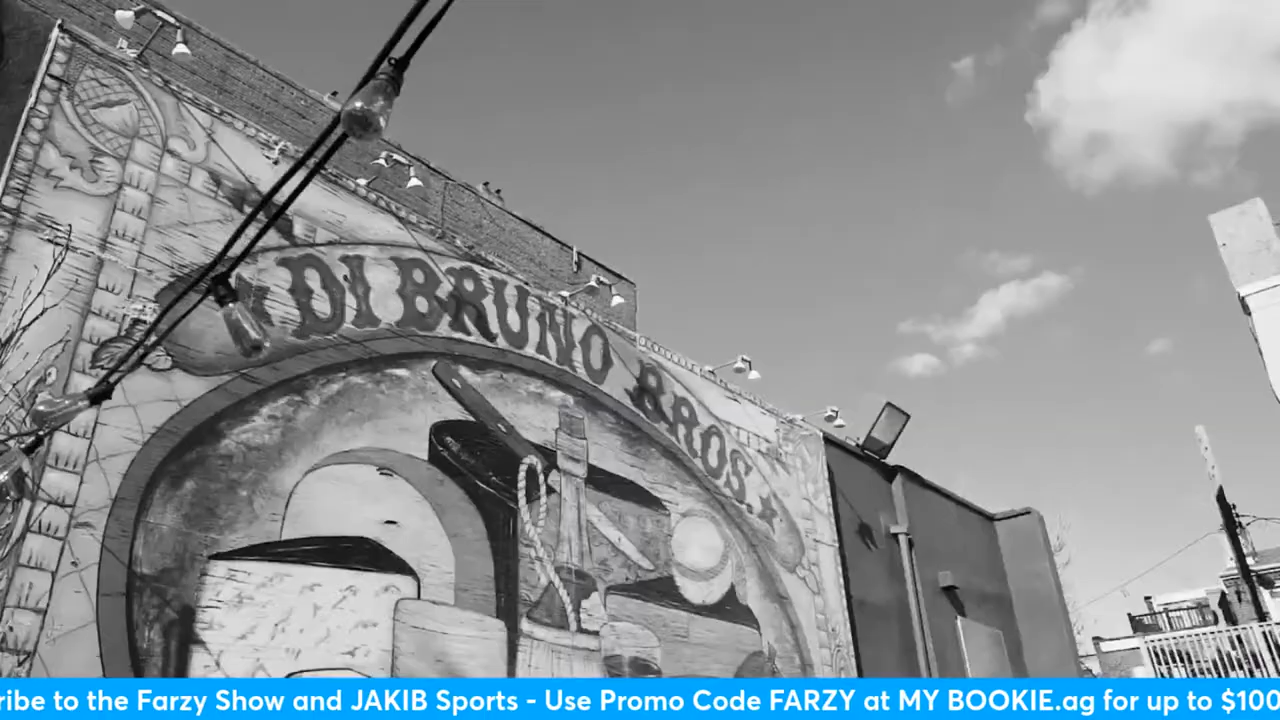 DI BRUNO BROS.
ribe to the Farzy Show and JAKIB Sports - Use Promo Code FARZY at MY BOOKIE.ag for up to $100